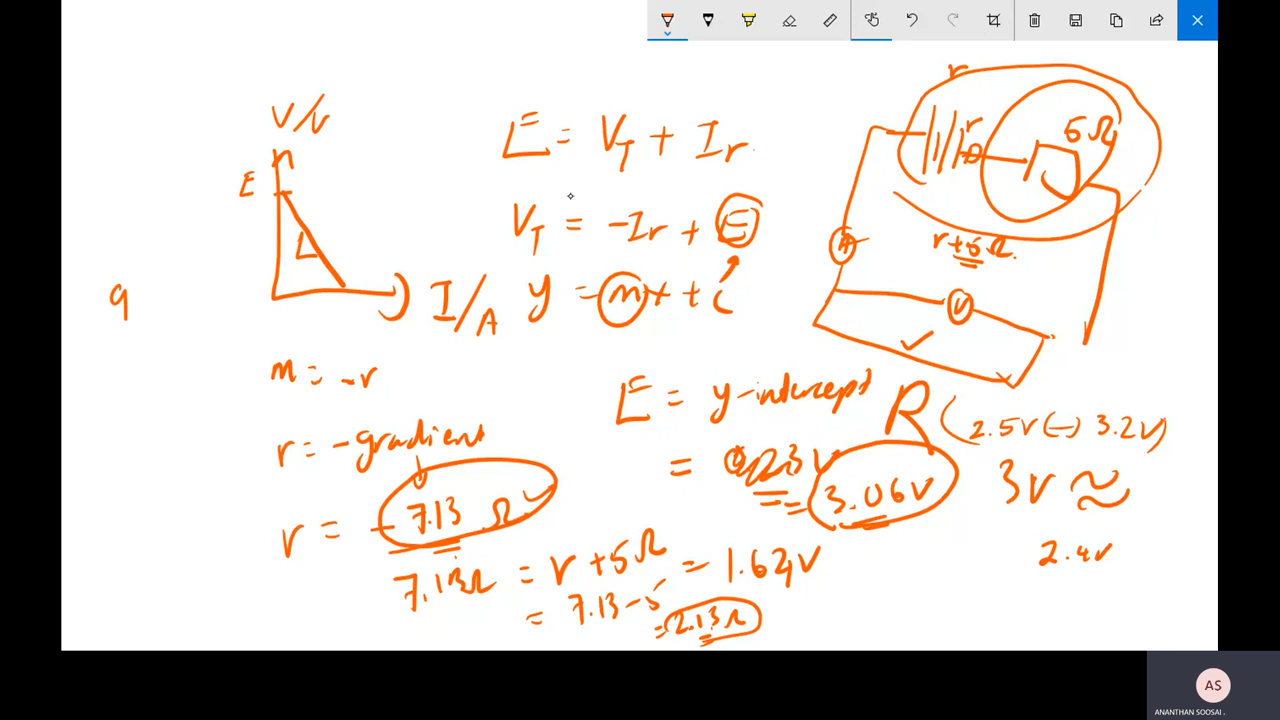 V/V
E
I/A
9
m = -r
r = -gradient
r = -7.13 Ω
E = V_T + Ir
V_T = -Ir + E
y = mx + c
E = y-intercept
= 3.06V
7.13Ω = r + 5Ω = 1.62V
= 7.13 - 5
= 2.13Ω
r
r
5Ω
r+5Ω
A
V
R
(2.5V(-) 3.2V)
3V ≈
2.4V
AS
ANANTHAN SOOSAI .